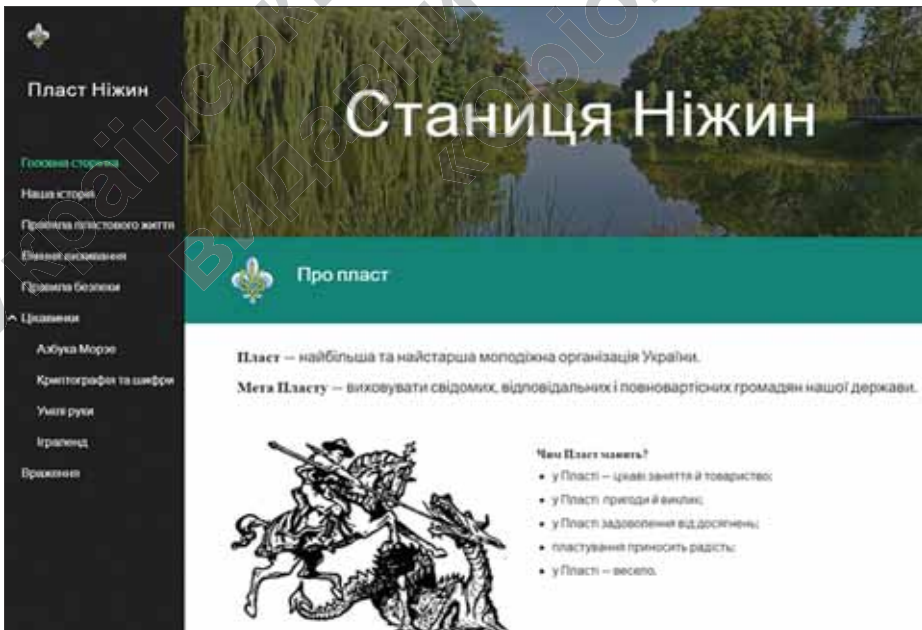 Пласт Ніжин
Головна сторінка
Наша історія
Правила пластового життя
Вміння виживання
Правила безпеки
Цікавинки
Азбука Морзе
Криптографія та шифри
Умілі руки
Ігроленд
Враження
Станиця Ніжин
Про пласт
Пласт — найбільша та найстарша молодіжна організація України.
Мета Пласту — виховувати свідомих, відповідальних і повновартісних громадян нашої держави.
Чим Пласт манить?
• у Пласті — цікаві заняття й товариство;
• у Пласті пригоди й виклик;
• у Пласті задоволення від досягнень;
• пластування приносить радість;
• у Пласті — весело.